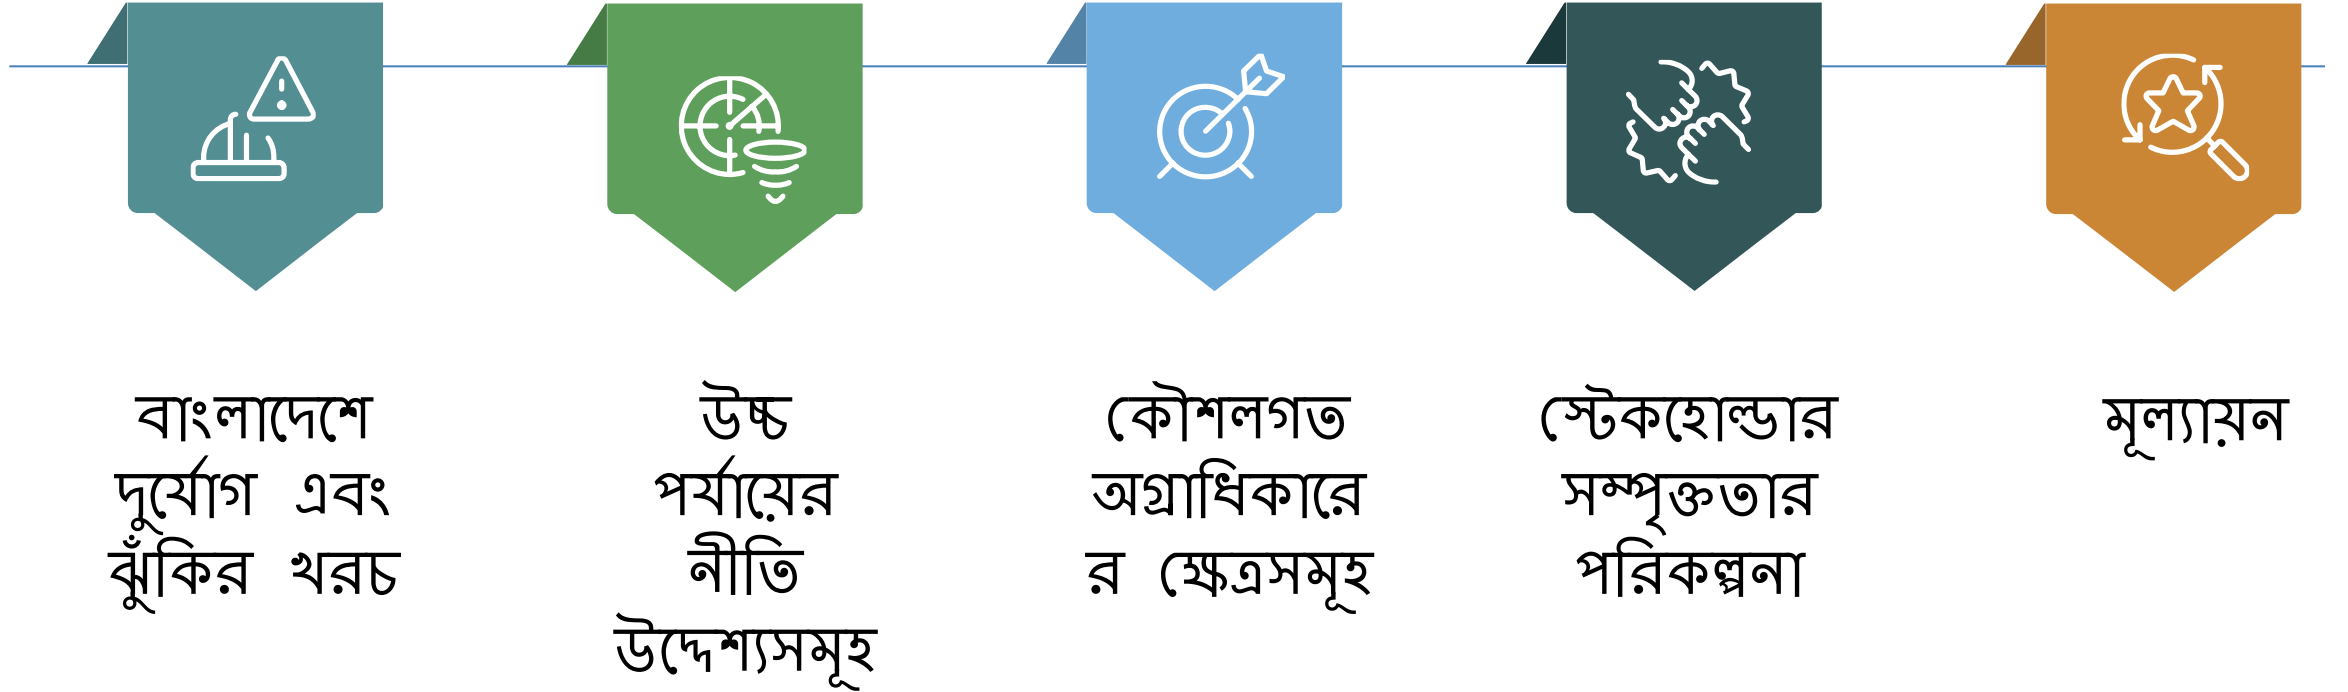 বাংলাদেশে
দুর্যোগ এবং
ঝুঁকির খরচ
উচ্চ
পর্যায়ের
নীতি
উদ্দেশ্যসমূহ
কৌশলগত
অগ্রাধিকারে
র ক্ষেত্রসমূহ
স্টেকহোল্ডার
সম্পৃক্ততার
পরিকল্পনা
মূল্যায়ন